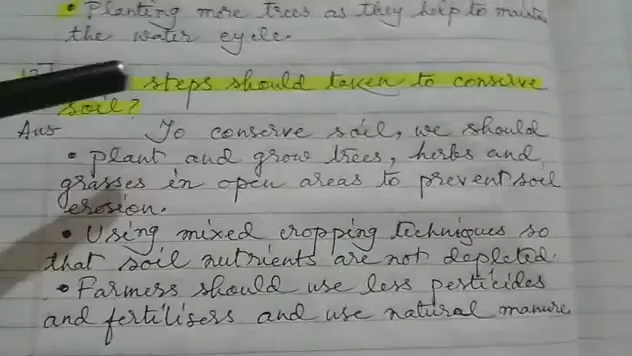 • Planting more trees as they help to maintain
the water cycle.
steps should taken to conserve
soil?
Ans To conserve soil, we should
• plant and grow trees, herbs and
grasses in open areas to prevent soil
erosion.
• Using mixed cropping techniques so
that soil nutrients are not depleted.
• Farmers should use less pesticides
and fertilisers and use natural manure.